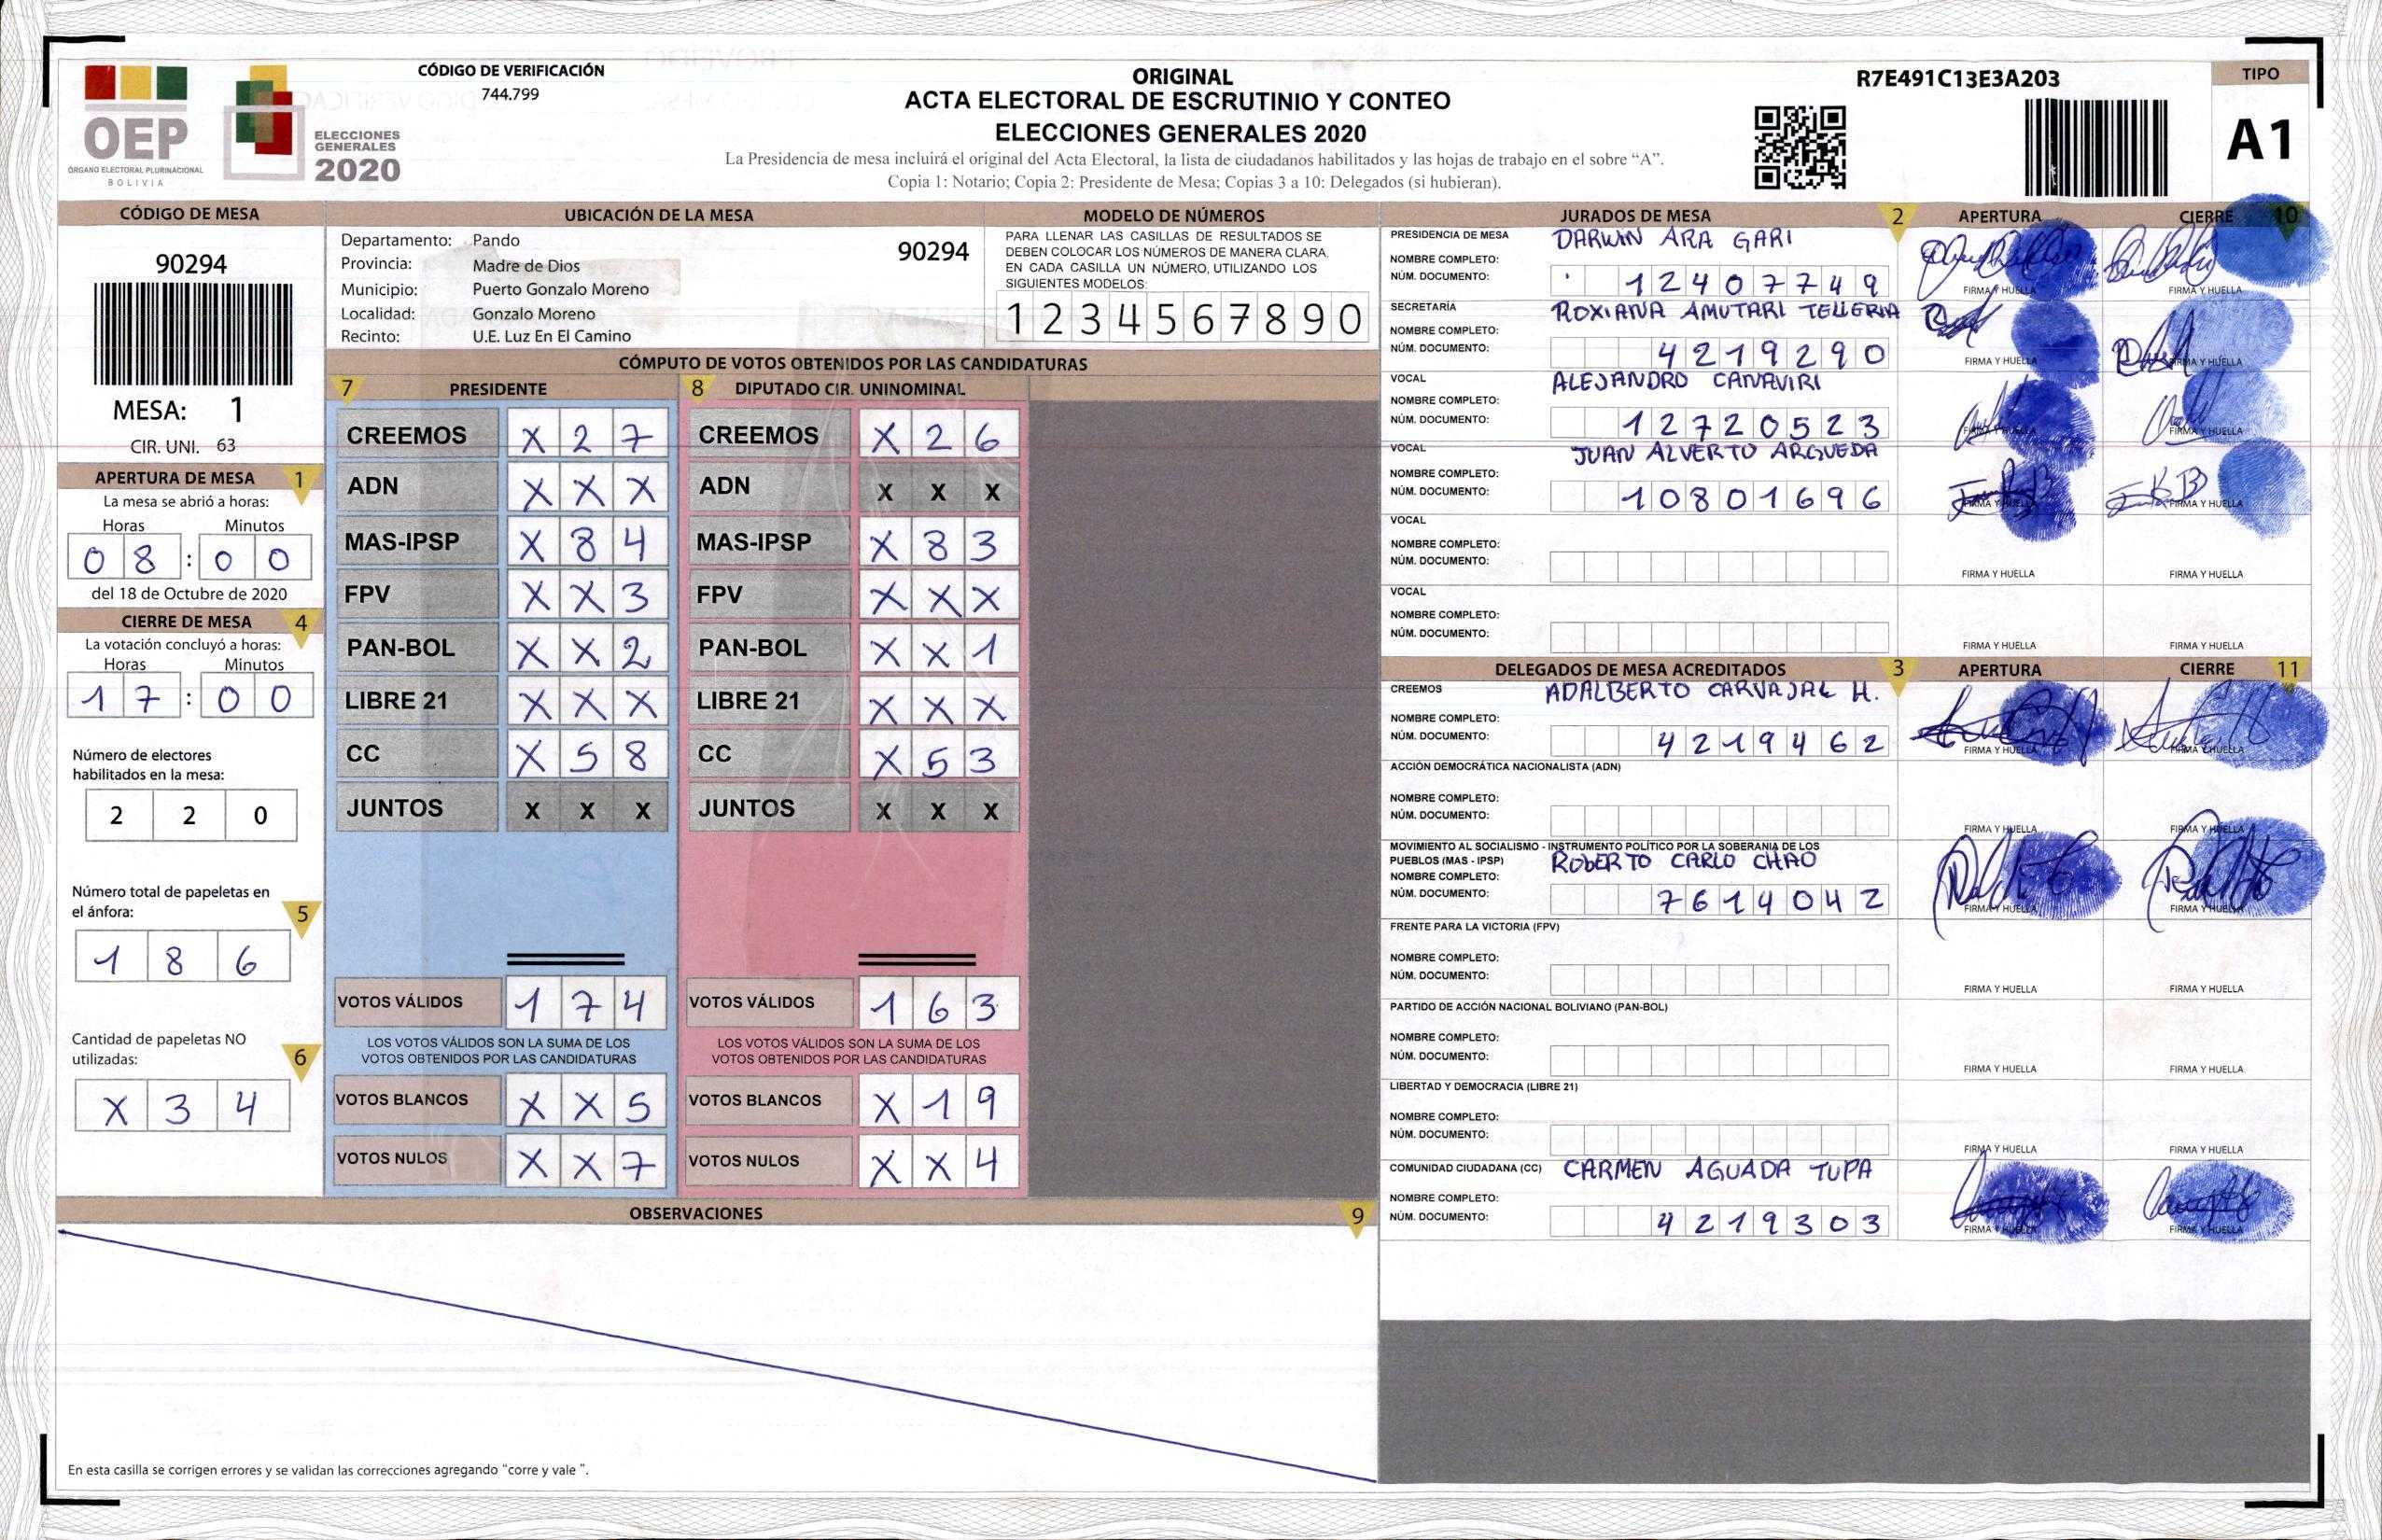 CÓDIGO DE VERIFICACIÓN
744.799
OEP
ÓRGANO ELECTORAL PLURINACIONAL
BOLIVIA
ELECCIONES
GENERALES
2020
ORIGINAL
ACTA ELECTORAL DE ESCRUTINIO Y CONTEO
ELECCIONES GENERALES 2020
La Presidencia de mesa incluirá el original del Acta Electoral, la lista de ciudadanos habilitados y las hojas de trabajo en el sobre “A”.
Copia 1: Notario; Copia 2: Presidente de Mesa; Copias 3 a 10: Delegados (si hubieran).
R7E491C13E3A203
TIPO
A1
CÓDIGO DE MESA
90294
MESA: 1
CIR. UNI. 63
APERTURA DE MESA 1
La mesa se abrió a horas:
Horas Minutos
0 8 : 0 0
del 18 de Octubre de 2020
CIERRE DE MESA 4
La votación concluyó a horas:
Horas Minutos
1 7 : 0 0
Número de electores
habilitados en la mesa:
2 2 0
Número total de papeletas en
el ánfora: 5
1 8 6
Cantidad de papeletas NO
utilizadas: 6
X 3 4
UBICACIÓN DE LA MESA
Departamento: Pando
90294
Provincia: Madre de Dios
Municipio: Puerto Gonzalo Moreno
Localidad: Gonzalo Moreno
Recinto: U.E. Luz En El Camino
MODELO DE NÚMEROS
PARA LLENAR LAS CASILLAS DE RESULTADOS SE
DEBEN COLOCAR LOS NÚMEROS DE MANERA CLARA.
EN CADA CASILLA UN NÚMERO, UTILIZANDO LOS
SIGUIENTES MODELOS:
1 2 3 4 5 6 7 8 9 0
CÓMPUTO DE VOTOS OBTENIDOS POR LAS CANDIDATURAS
7 PRESIDENTE
CREEMOS X 2 7
ADN X X X
MAS-IPSP X 8 4
FPV X X 3
PAN-BOL X X 2
LIBRE 21 X X X
CC X 5 8
JUNTOS X X X
VOTOS VÁLIDOS 1 7 4
LOS VOTOS VÁLIDOS SON LA SUMA DE LOS
VOTOS OBTENIDOS POR LAS CANDIDATURAS
VOTOS BLANCOS X X 5
VOTOS NULOS X X 7
8 DIPUTADO CIR. UNINOMINAL
CREEMOS X 2 6
ADN X X X
MAS-IPSP X 8 3
FPV X X X
PAN-BOL X X 1
LIBRE 21 X X X
CC X 5 3
JUNTOS X X X
VOTOS VÁLIDOS 1 6 3
LOS VOTOS VÁLIDOS SON LA SUMA DE LOS
VOTOS OBTENIDOS POR LAS CANDIDATURAS
VOTOS BLANCOS X 1 9
VOTOS NULOS X X 4
OBSERVACIONES 9
En esta casilla se corrigen errores y se validan las correcciones agregando “corre y vale ”.
JURADOS DE MESA 2 APERTURA CIERRE 10
PRESIDENCIA DE MESA DARWIN ARA GARI
NOMBRE COMPLETO:
NÚM. DOCUMENTO: 12407749
FIRMA Y HUELLA FIRMA Y HUELLA
SECRETARÍA ROXIANA AMUTARI TELLERIA
NOMBRE COMPLETO:
NÚM. DOCUMENTO: 4219290
FIRMA Y HUELLA FIRMA Y HUELLA
VOCAL ALEJANDRO CANAVIRI
NOMBRE COMPLETO:
NÚM. DOCUMENTO: 12720523
FIRMA Y HUELLA FIRMA Y HUELLA
VOCAL JUAN ALVERTO ARGUEDA
NOMBRE COMPLETO:
NÚM. DOCUMENTO: 10801696
FIRMA Y HUELLA FIRMA Y HUELLA
VOCAL
NOMBRE COMPLETO:
NÚM. DOCUMENTO:
FIRMA Y HUELLA FIRMA Y HUELLA
VOCAL
NOMBRE COMPLETO:
NÚM. DOCUMENTO:
FIRMA Y HUELLA FIRMA Y HUELLA
DELEGADOS DE MESA ACREDITADOS 3 APERTURA CIERRE 11
CREEMOS ADALBERTO CARVAJAL H.
NOMBRE COMPLETO:
NÚM. DOCUMENTO: 4219462
FIRMA Y HUELLA FIRMA Y HUELLA
ACCIÓN DEMOCRÁTICA NACIONALISTA (ADN)
NOMBRE COMPLETO:
NÚM. DOCUMENTO:
FIRMA Y HUELLA FIRMA Y HUELLA
MOVIMIENTO AL SOCIALISMO - INSTRUMENTO POLÍTICO POR LA SOBERANIA DE LOS
PUEBLOS (MAS - IPSP) ROBERTO CARLO CHAO
NOMBRE COMPLETO:
NÚM. DOCUMENTO: 7614042
FIRMA Y HUELLA FIRMA Y HUELLA
FRENTE PARA LA VICTORIA (FPV)
NOMBRE COMPLETO:
NÚM. DOCUMENTO:
FIRMA Y HUELLA FIRMA Y HUELLA
PARTIDO DE ACCIÓN NACIONAL BOLIVIANO (PAN-BOL)
NOMBRE COMPLETO:
NÚM. DOCUMENTO:
FIRMA Y HUELLA FIRMA Y HUELLA
LIBERTAD Y DEMOCRACIA (LIBRE 21)
NOMBRE COMPLETO:
NÚM. DOCUMENTO:
FIRMA Y HUELLA FIRMA Y HUELLA
COMUNIDAD CIUDADANA (CC) CARMEN AGUADA TUPA
NOMBRE COMPLETO:
NÚM. DOCUMENTO: 4219303
FIRMA Y HUELLA FIRMA Y HUELLA